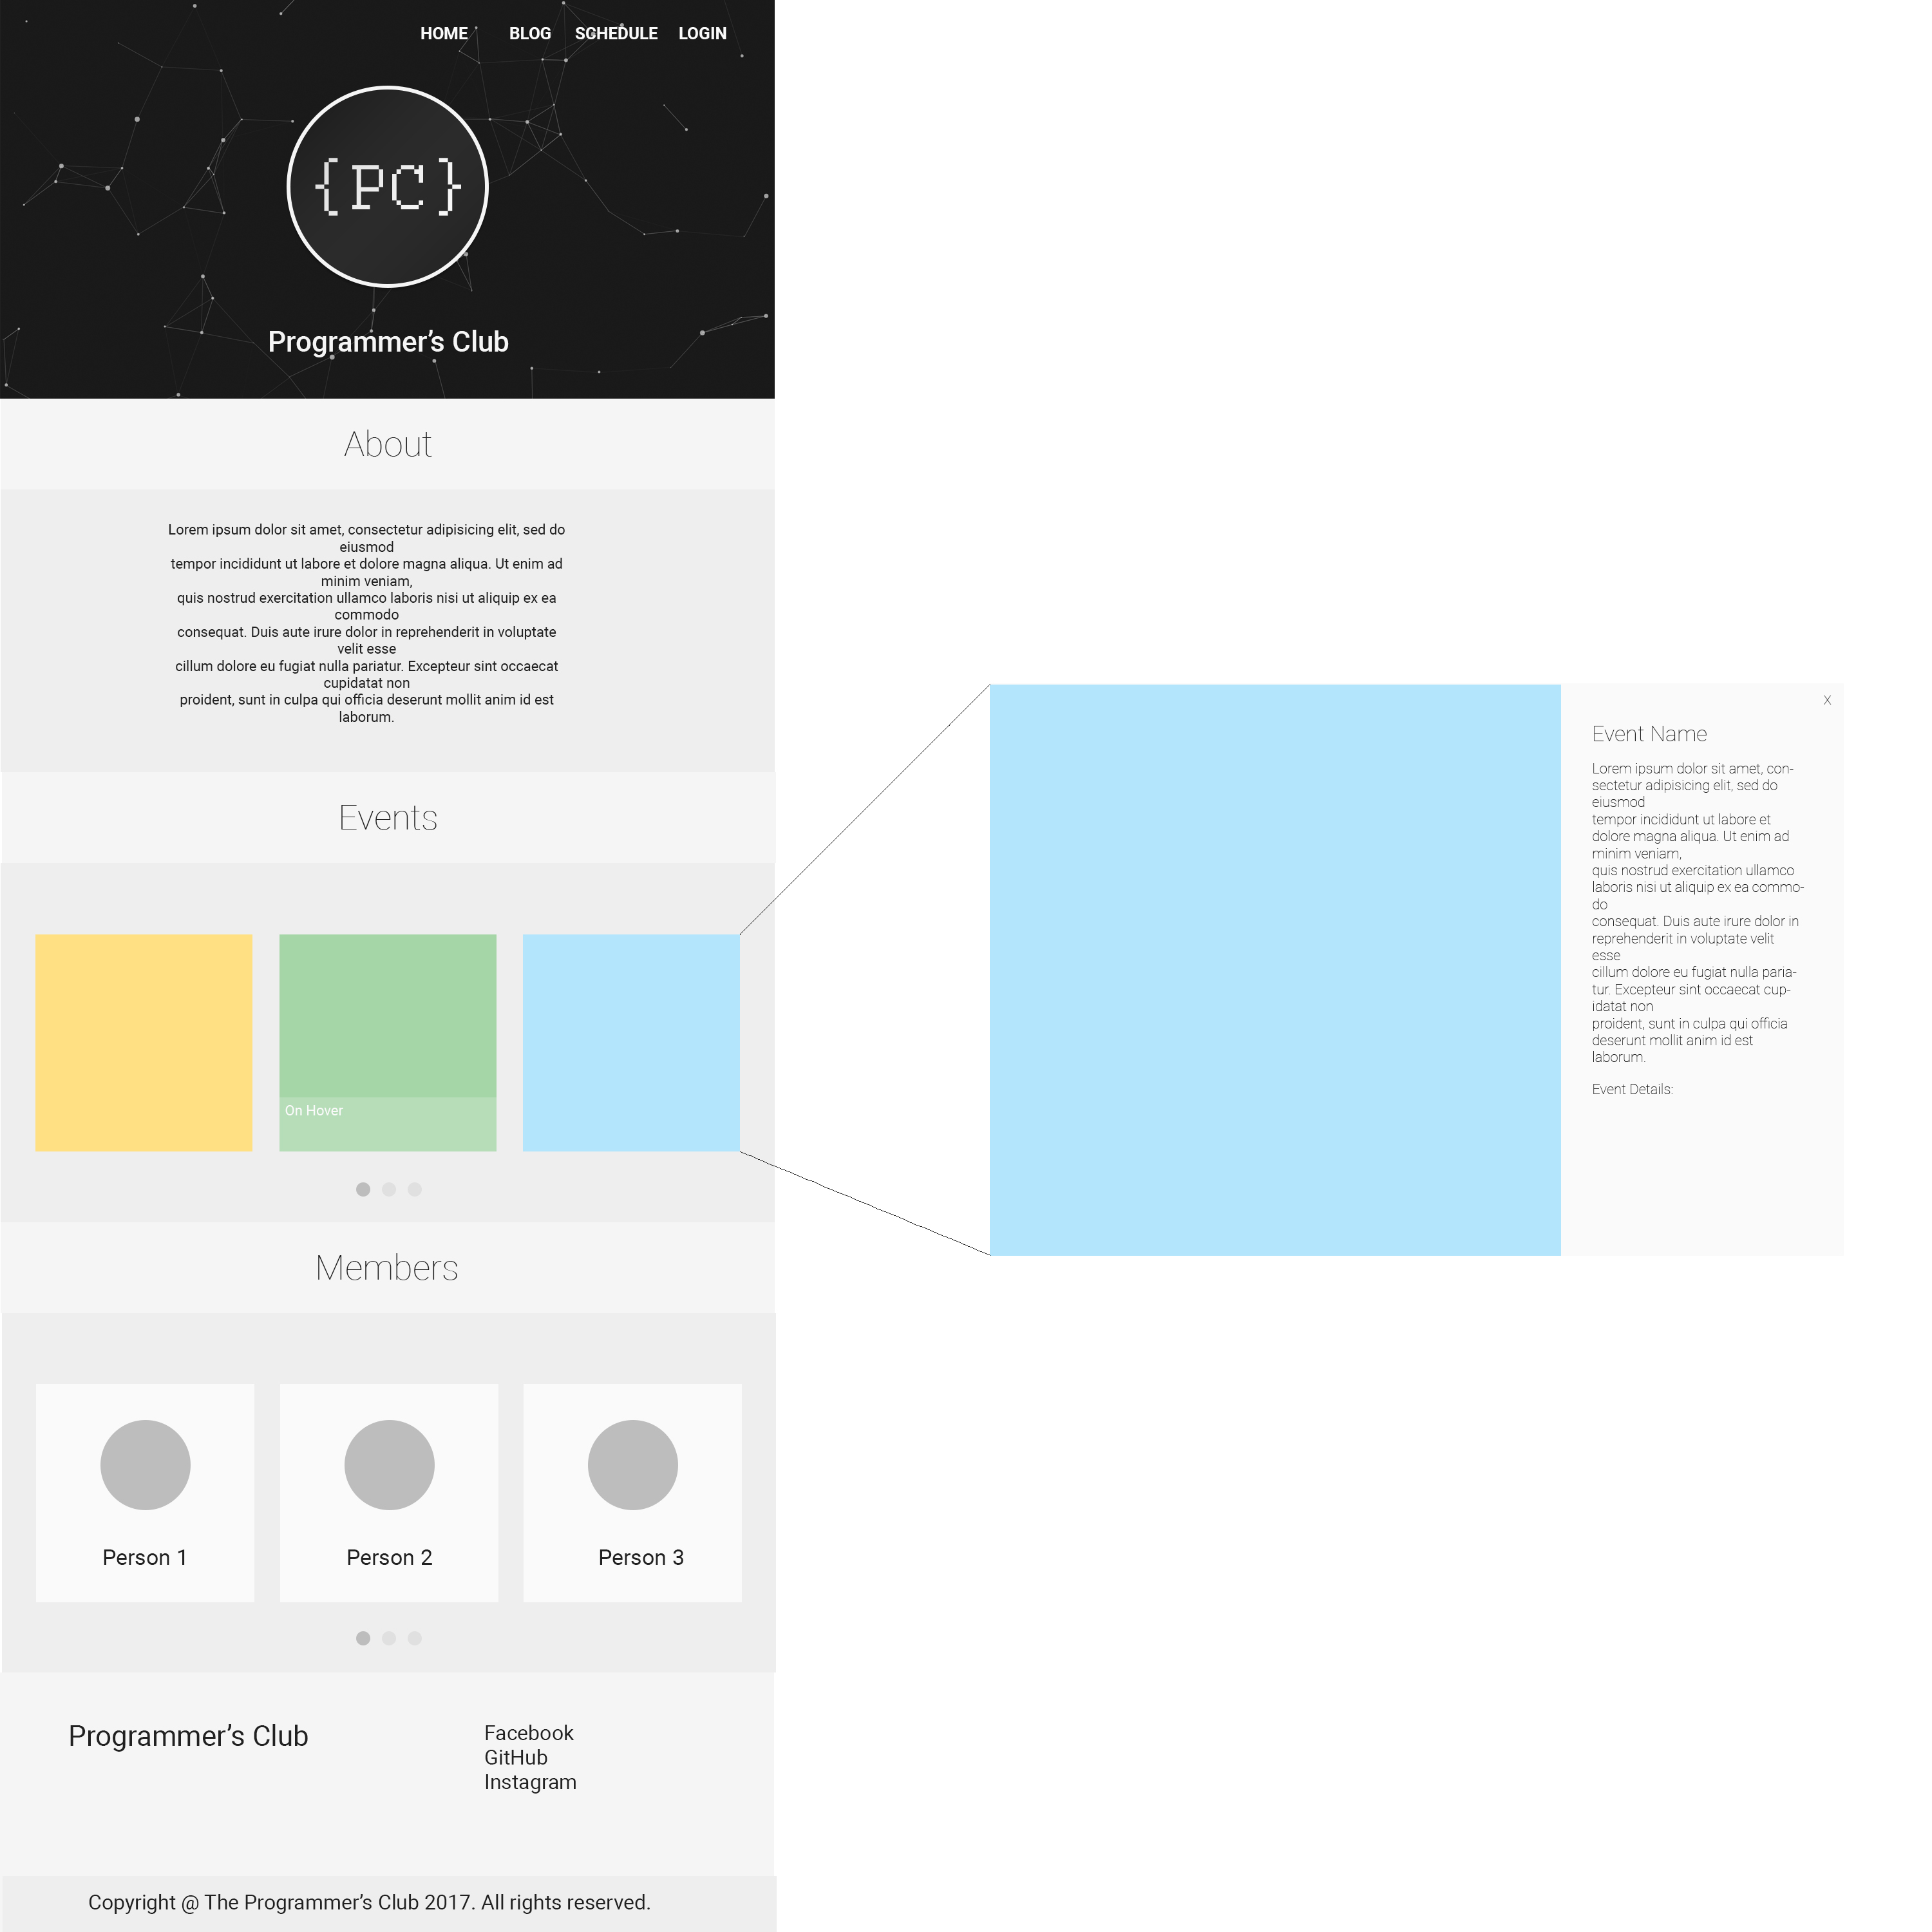 HOME BLOG SCHEDULE LOGIN
{PC}
Programmer’s Club
About
Lorem ipsum dolor sit amet, consectetur adipisicing elit, sed do
eiusmod
tempor incididunt ut labore et dolore magna aliqua. Ut enim ad
minim veniam,
quis nostrud exercitation ullamco laboris nisi ut aliquip ex ea
commodo
consequat. Duis aute irure dolor in reprehenderit in voluptate
velit esse
cillum dolore eu fugiat nulla pariatur. Excepteur sint occaecat
cupidatat non
proident, sunt in culpa qui officia deserunt mollit anim id est
laborum.
Events
On Hover
X
Event Name
Lorem ipsum dolor sit amet, con-
sectetur adipisicing elit, sed do
eiusmod
tempor incididunt ut labore et
dolore magna aliqua. Ut enim ad
minim veniam,
quis nostrud exercitation ullamco
laboris nisi ut aliquip ex ea commo-
do
consequat. Duis aute irure dolor in
reprehenderit in voluptate velit
esse
cillum dolore eu fugiat nulla paria-
tur. Excepteur sint occaecat cup-
idatat non
proident, sunt in culpa qui officia
deserunt mollit anim id est
laborum.
Event Details:
Members
Person 1
Person 2
Person 3
Programmer’s Club
Facebook
GitHub
Instagram
Copyright @ The Programmer’s Club 2017. All rights reserved.